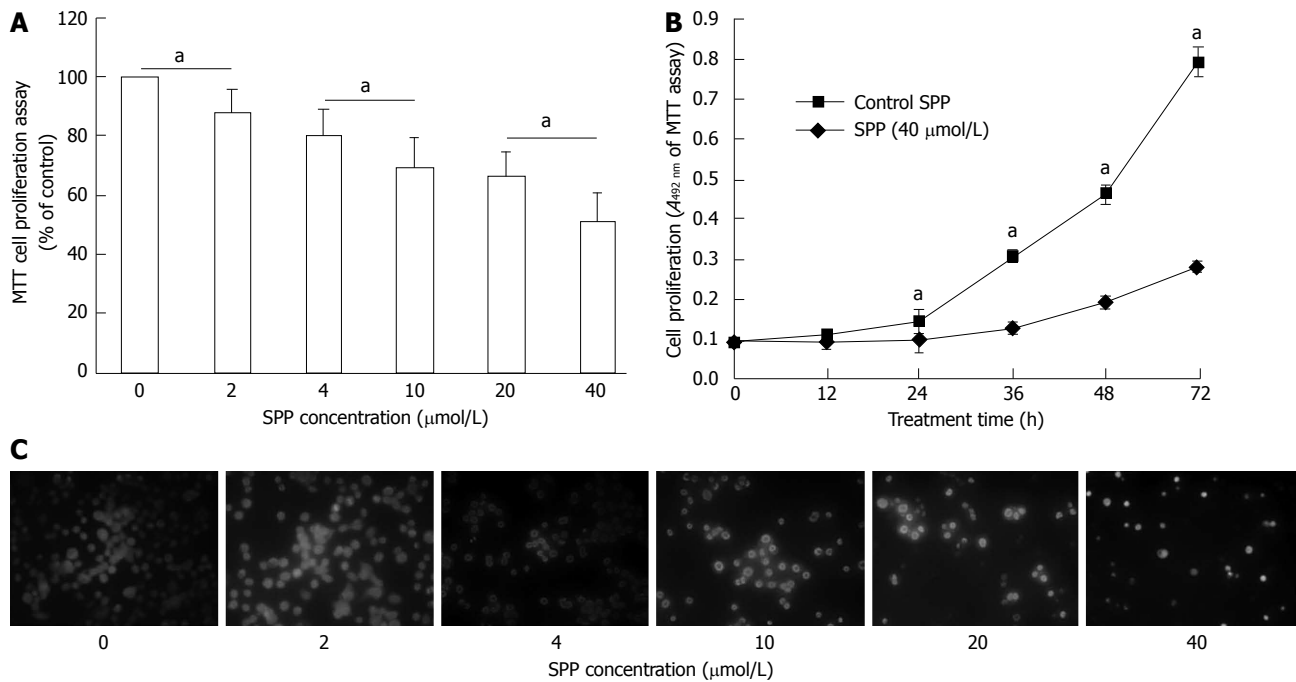 A
120
100
80
60
40
20
0
MTT cell proliferation assay
(% of control)
a
a
a
0 2 4 10 20 40
SPP concentration (μmol/L)
B
0.9
0.8
0.7
0.6
0.5
0.4
0.3
0.2
0.1
0.0
Cell proliferation (A492 nm of MTT assay)
Control SPP
SPP (40 μmol/L)
a
a
a
a
0 12 24 36 48 72
Treatment time (h)
C
0 2 4 10 20 40
SPP concentration (μmol/L)